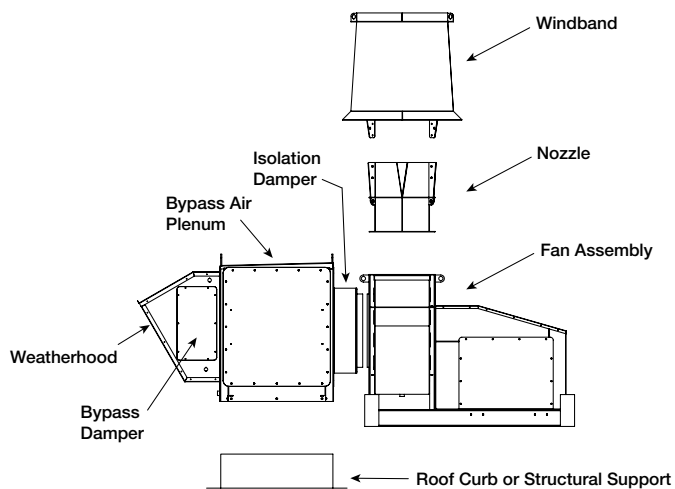 Windband
Isolation
Damper
Nozzle
Bypass Air
Plenum
Fan Assembly
Weatherhood
Bypass
Damper
Roof Curb or Structural Support